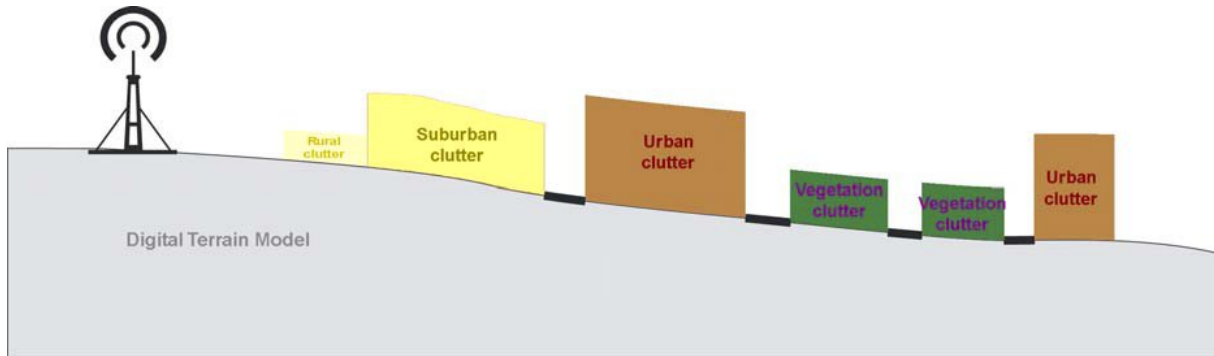 Rural
clutter
Suburban
clutter
Urban
clutter
Vegetation
clutter
Vegetation
clutter
Urban
clutter
Digital Terrain Model